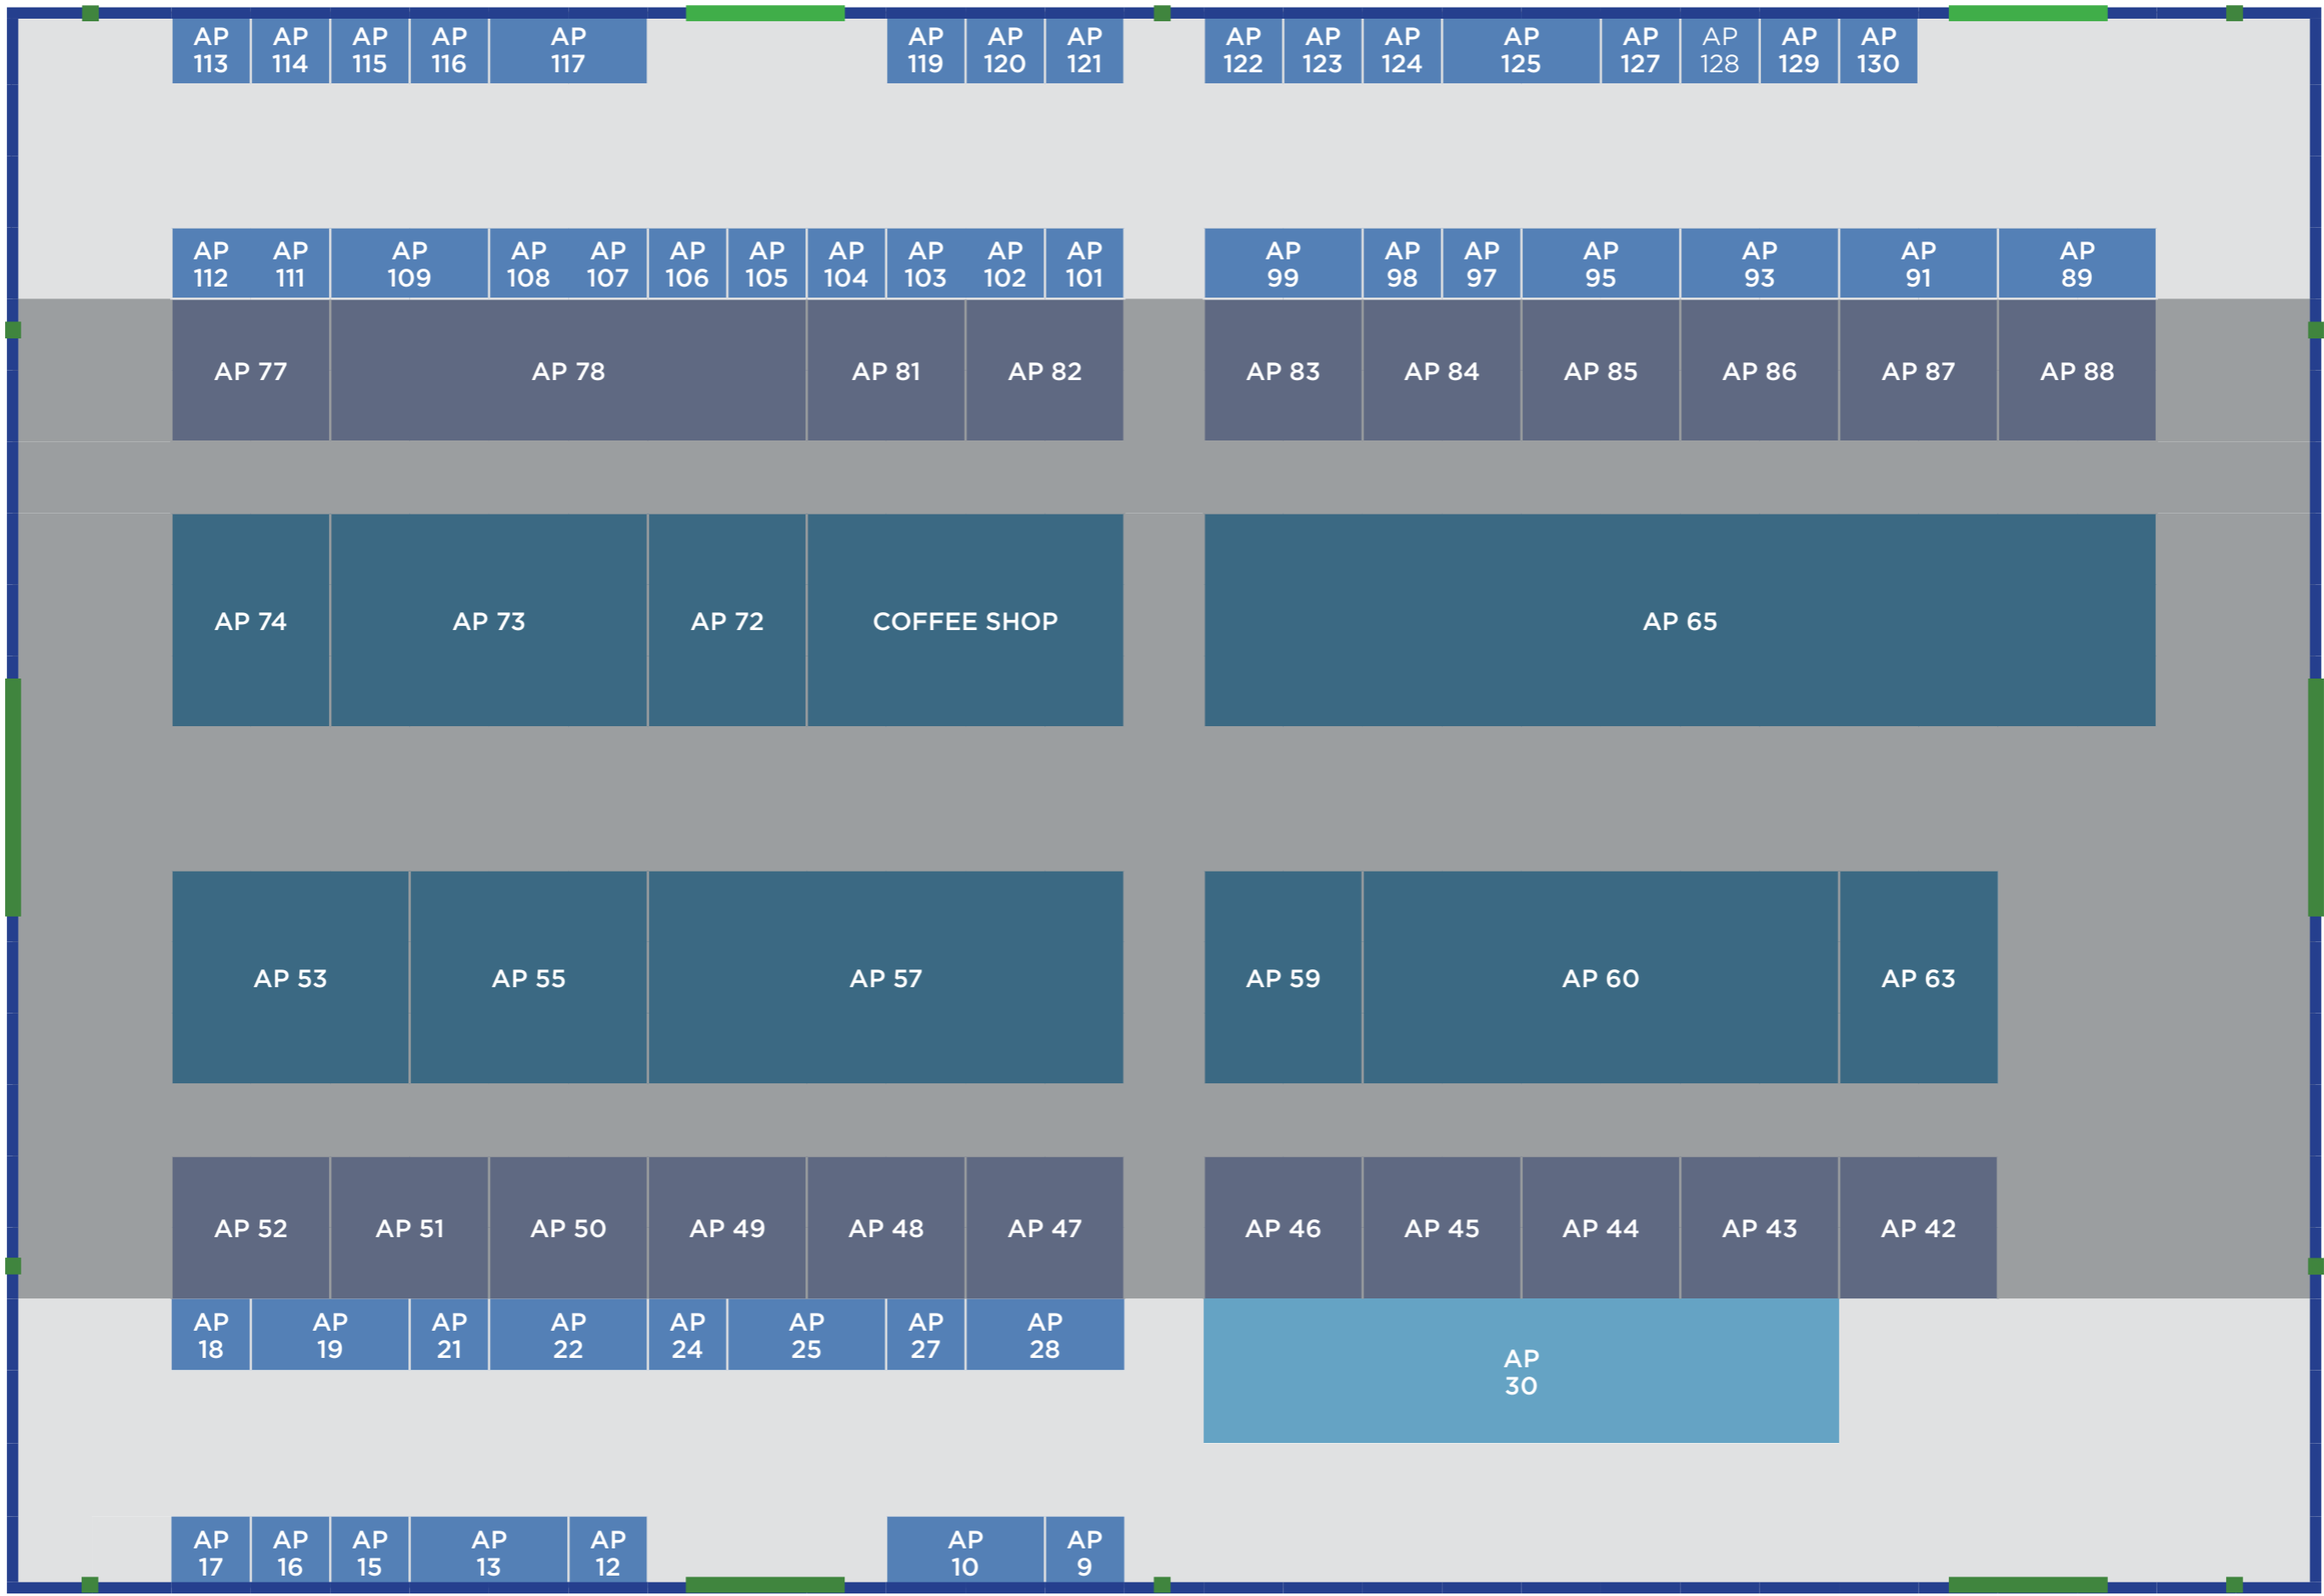 AP AP AP AP AP AP AP AP AP AP AP AP AP AP AP AP
113 114 115 116 117 119 120 121 122 123 124 125 127 128 129 130
AP AP AP AP AP AP AP AP AP AP AP AP AP AP AP AP AP AP
112 111 109 108 107 106 105 104 103 102 101 99 98 97 95 93 91 89
AP 77 AP 78 AP 81 AP 82 AP 83 AP 84 AP 85 AP 86 AP 87 AP 88
AP 74 AP 73 AP 72 COFFEE SHOP AP 65
AP 53 AP 55 AP 57 AP 59 AP 60 AP 63
AP 52 AP 51 AP 50 AP 49 AP 48 AP 47 AP 46 AP 45 AP 44 AP 43 AP 42
AP AP AP AP AP AP AP AP
18 19 21 22 24 25 27 28
AP
30
AP AP AP AP AP AP AP
17 16 15 13 12 10 9